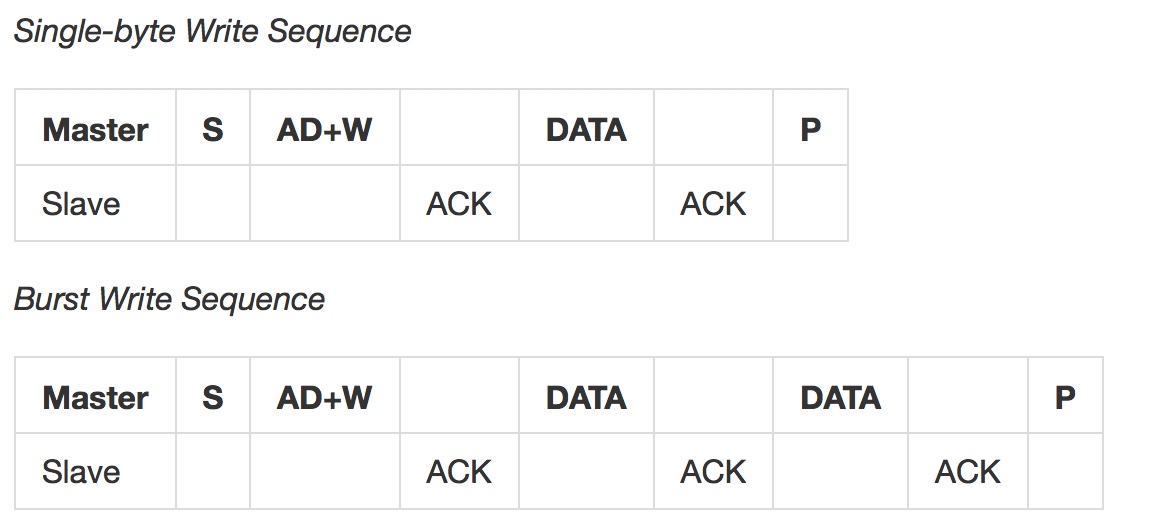 Single-byte Write Sequence
Master S AD+W DATA P
Slave ACK ACK
Burst Write Sequence
Master S AD+W DATA DATA P
Slave ACK ACK ACK